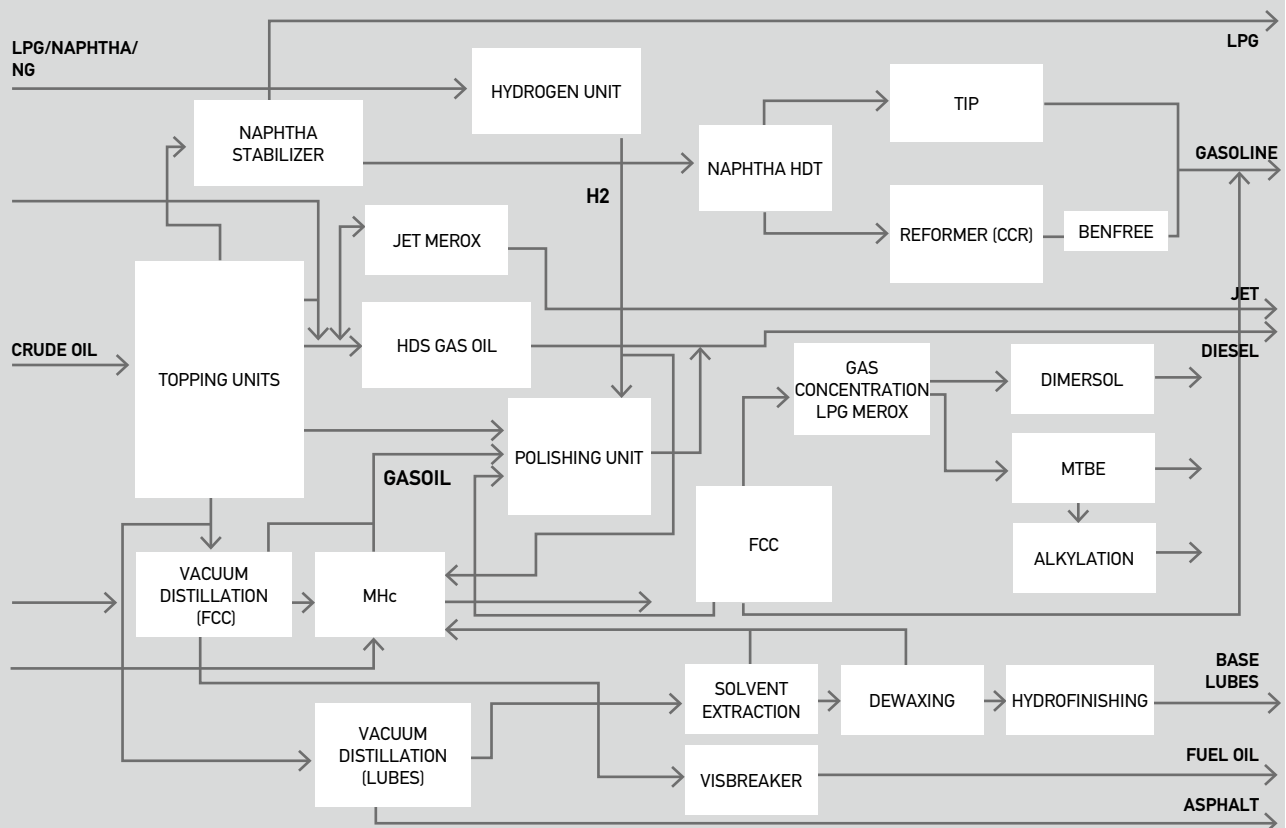 LPG/NAPHTHA/
NG
LPG
HYDROGEN UNIT
TIP
NAPHTHA
STABILIZER
NAPHTHA HDT
GASOLINE
H2
JET MEROX
REFORMER (CCR)
BENFREE
JET
CRUDE OIL
TOPPING UNITS
HDS GAS OIL
DIESEL
GAS
CONCENTRATION
LPG MEROX
DIMERSOL
GASOIL
POLISHING UNIT
MTBE
FCC
ALKYLATION
VACUUM
DISTILLATION
(FCC)
MHc
BASE
LUBES
SOLVENT
EXTRACTION
DEWAXING
HYDROFINISHING
VACUUM
DISTILLATION
(LUBES)
VISBREAKER
FUEL OIL
ASPHALT